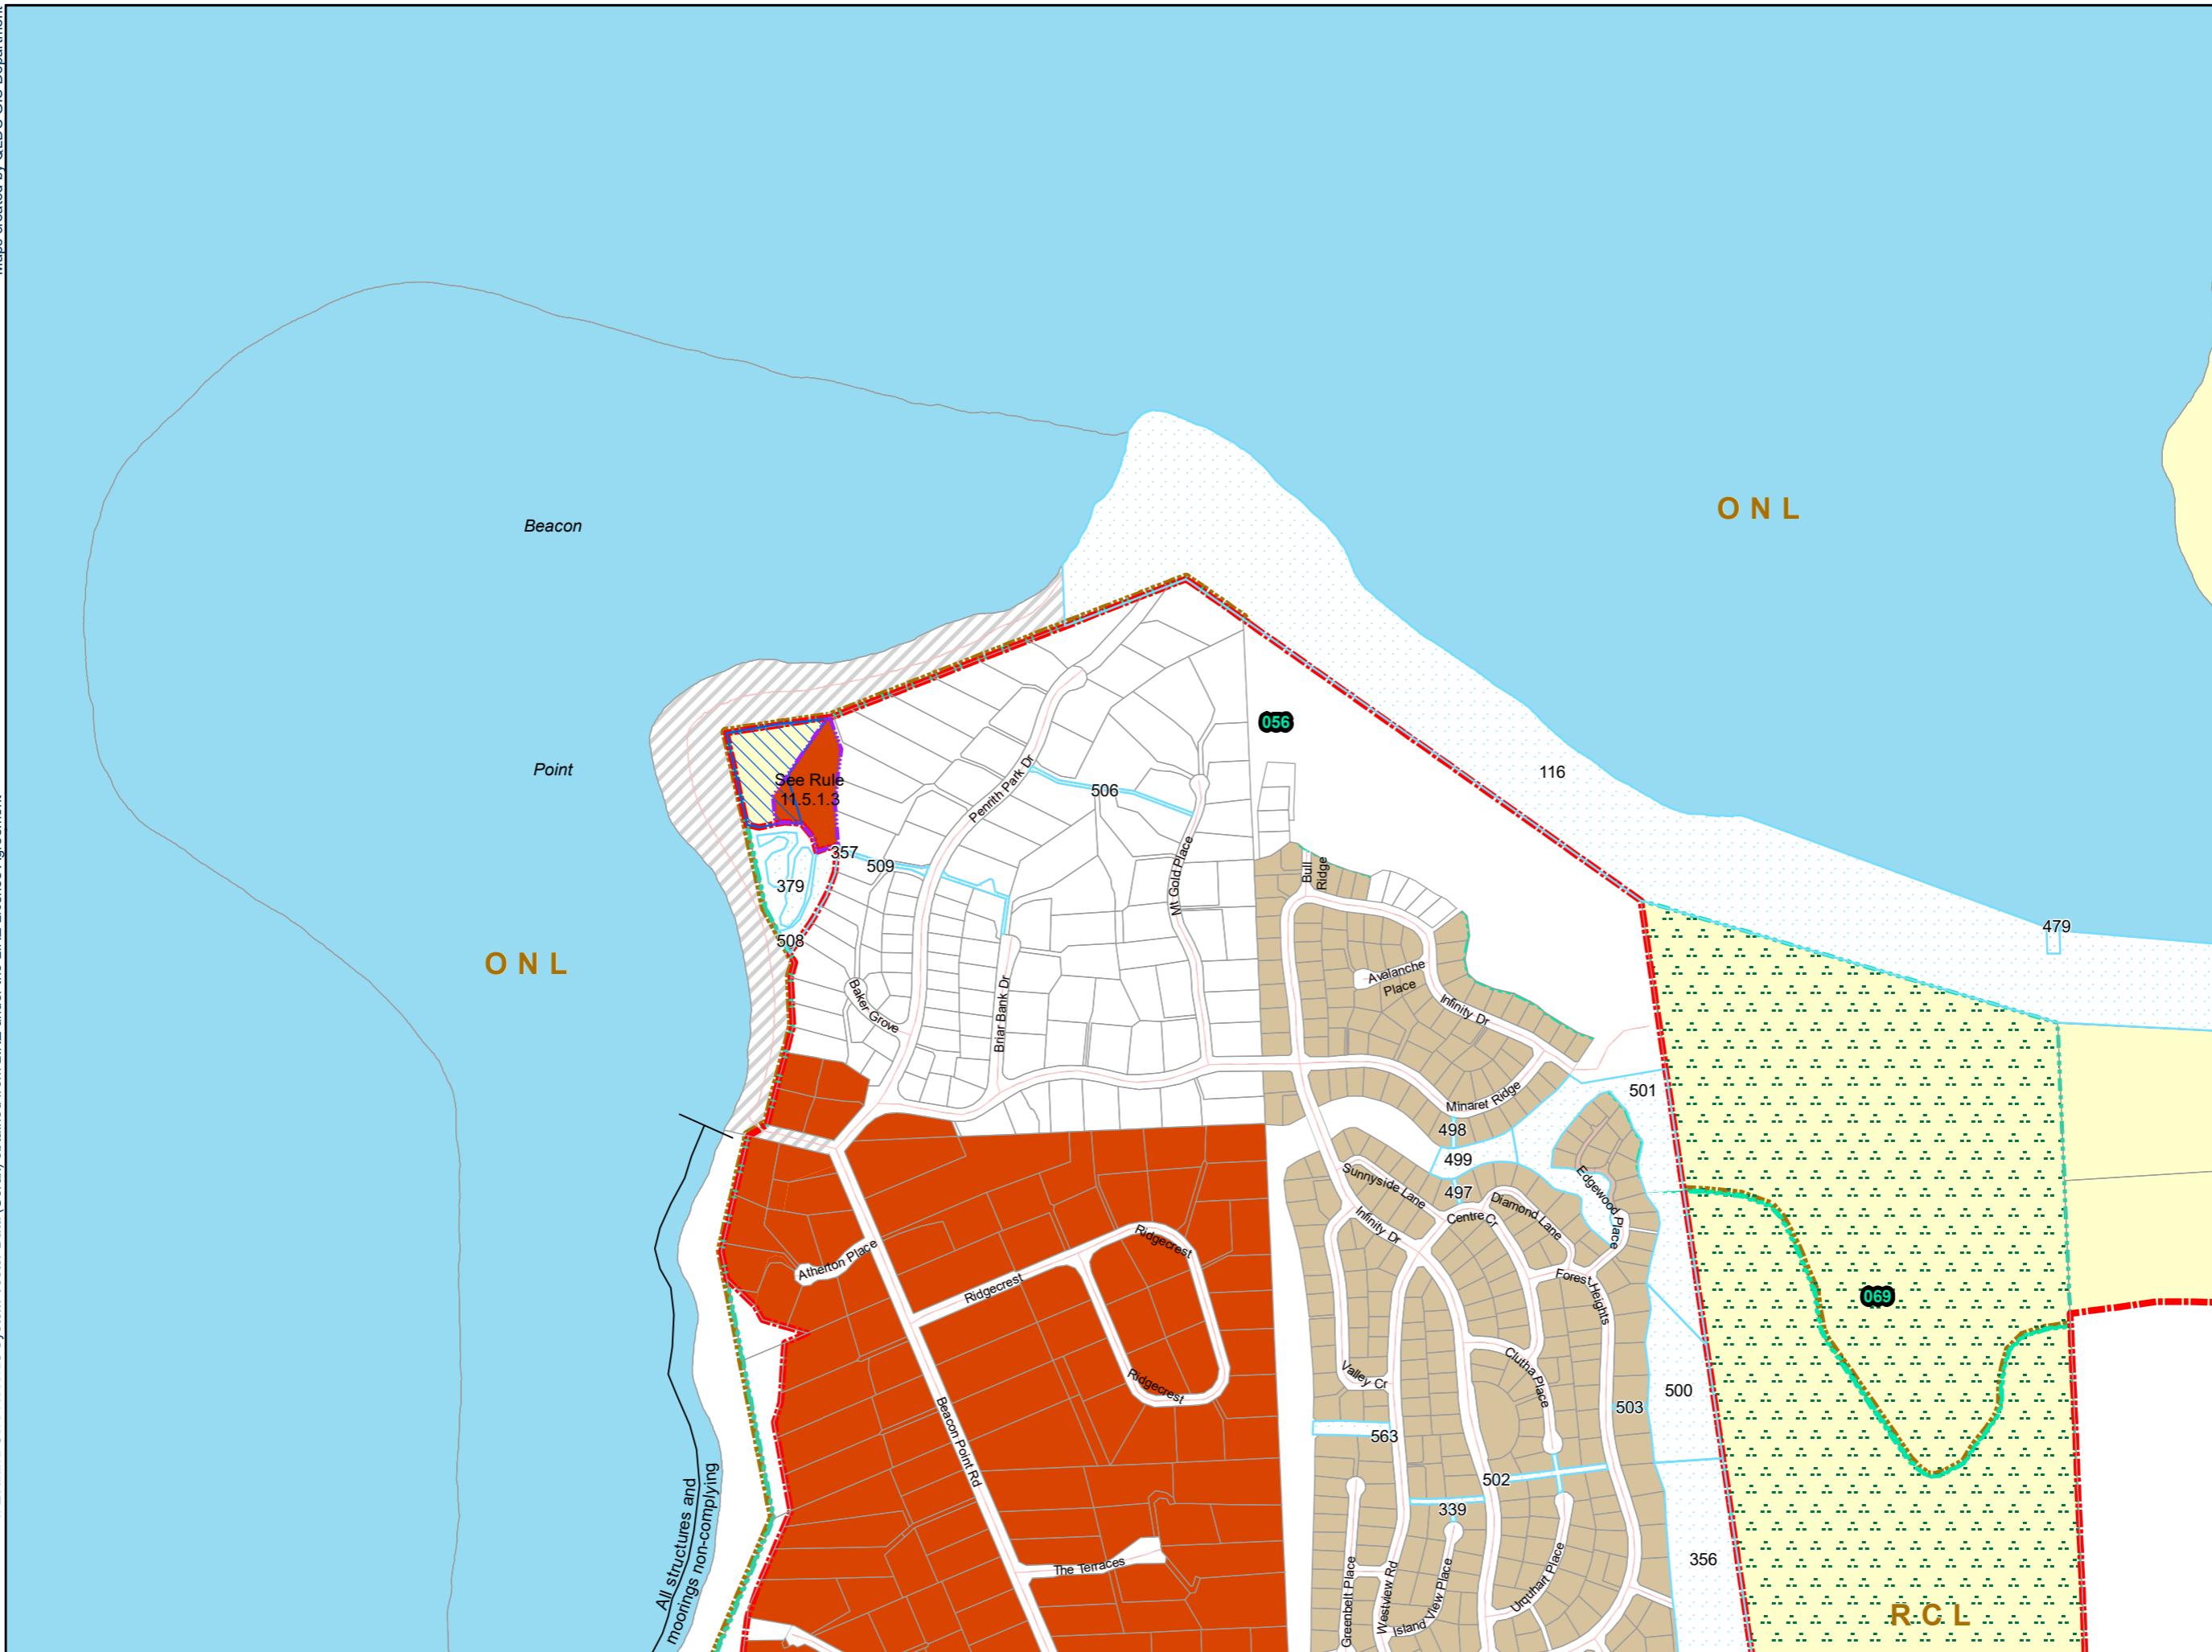 Beacon
Point
O N L
O N L
R C L
See Rule
11.5.1.3
056
069
116
479
506
357
509
379
508
501
498
499
497
500
503
563
502
339
356
Penrith Park Dr
Mt Gold Place
Bull
Ridge
Avalanche
Place
Infinity Dr
Baker Grove
Briar Bank Dr
Minaret Ridge
Sunnyside Lane
Infinity Dr
Centre Cr
Diamond Lane
Edgewood Place
Forest Heights
Atherton Place
Ridgecrest
Ridgecrest
Ridgecrest
Beacon Point Rd
The Terraces
Valley Cr
Clutha Place
Greenbelt Place
Westview Rd
Island View Place
Urquhart Place
All structures and
moorings non-complying